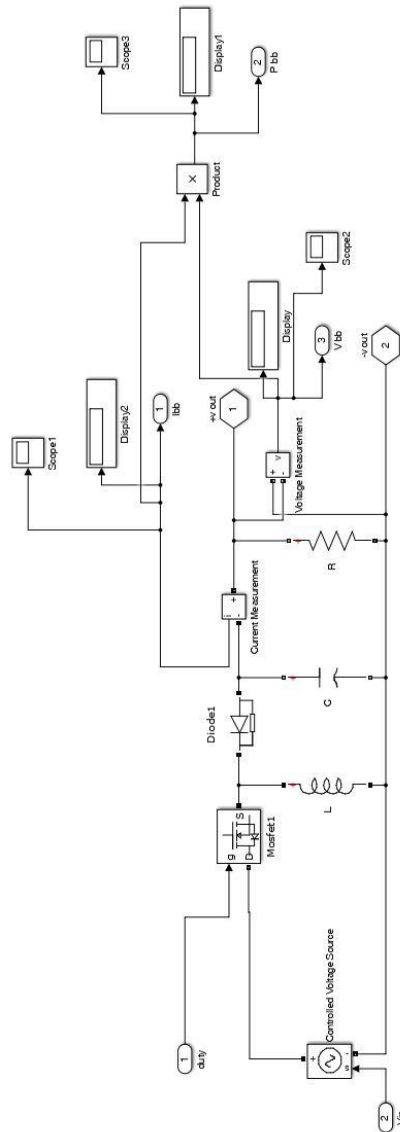 Scope3
Display1
2
P bb
×
Product
Scope1
Display2
1
Ibb
Display
Scope2
3
V bb
1
+v out
+
-
v
Voltage Measurement
2
-v out
i
+
-
Current Measurement
R
Diode1
C
L
g
D
S
Mosfet1
1
duty
Controlled Voltage Source
+
s
-
2